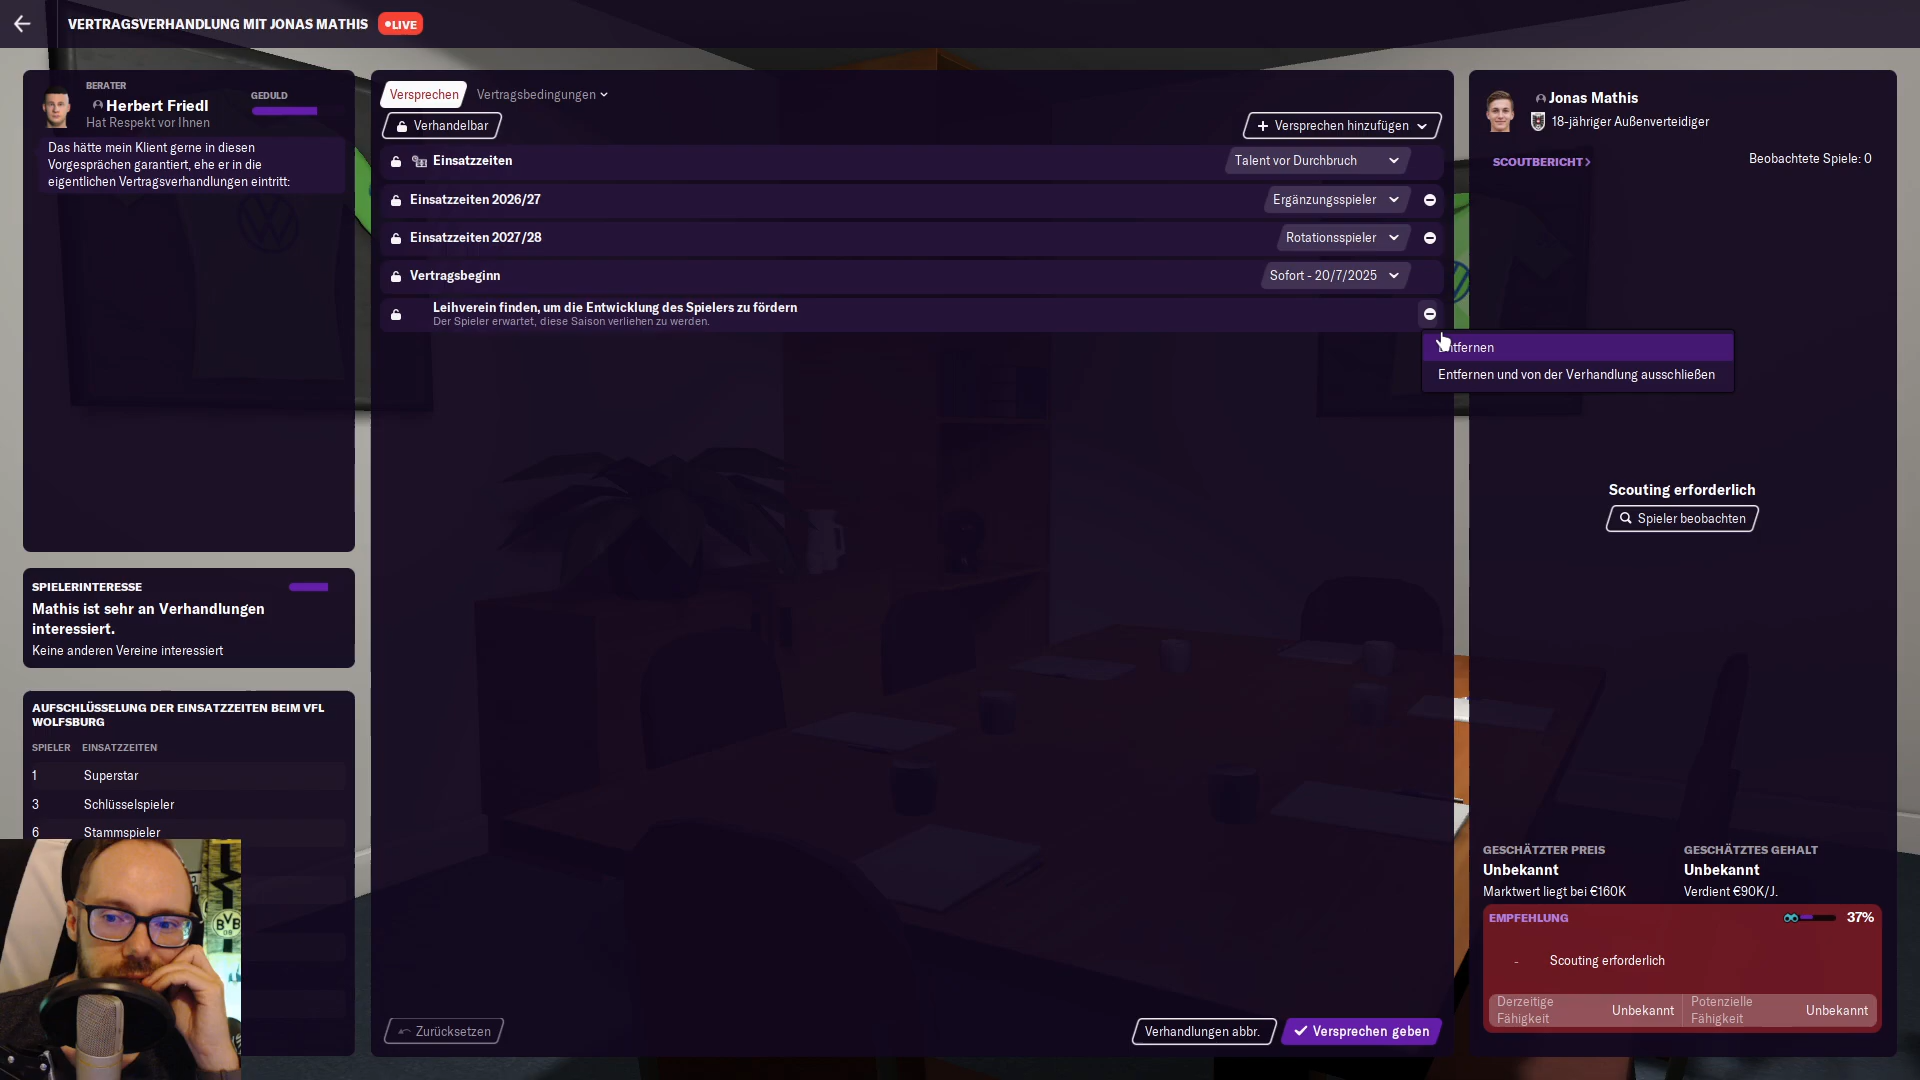 VERTRAGSVERHANDLUNG MIT JONAS MATHIS
LIVE
BERATER
Herbert Friedl
Hat Respekt vor Ihnen
GEDULD
Das hätte mein Klient gerne in diesen
Vorgesprächen garantiert, ehe er in die
eigentlichen Vertragsverhandlungen eintritt:
SPIELERINTERESSE
Mathis ist sehr an Verhandlungen
interessiert.
Keine anderen Vereine interessiert
AUFSCHLÜSSELUNG DER EINSATZZEITEN BEIM VFL
WOLFSBURG
SPIELER EINSATZZEITEN
1 Superstar
3 Schlüsselspieler
6 Stammspieler
BVB
09
Versprechen
Vertragsbedingungen
Verhandelbar
Versprechen hinzufügen
Einsatzzeiten
Talent vor Durchbruch
Einsatzzeiten 2026/27
Ergänzungsspieler
Einsatzzeiten 2027/28
Rotationsspieler
Vertragsbeginn
Sofort - 20/7/2025
Leihverein finden, um die Entwicklung des Spielers zu fördern
Der Spieler erwartet, diese Saison verliehen zu werden.
ntfernen
Entfernen und von der Verhandlung ausschließen
Zurücksetzen
Verhandlungen abbr.
Versprechen geben
Jonas Mathis
18-jähriger Außenverteidiger
SCOUTBERICHT
Beobachtete Spiele: 0
Scouting erforderlich
Spieler beobachten
GESCHÄTZTER PREIS
Unbekannt
Marktwert liegt bei €160K
GESCHÄTZTES GEHALT
Unbekannt
Verdient €90K/J.
EMPFEHLUNG
37%
- Scouting erforderlich
Derzeitige
Fähigkeit
Unbekannt
Potenzielle
Fähigkeit
Unbekannt